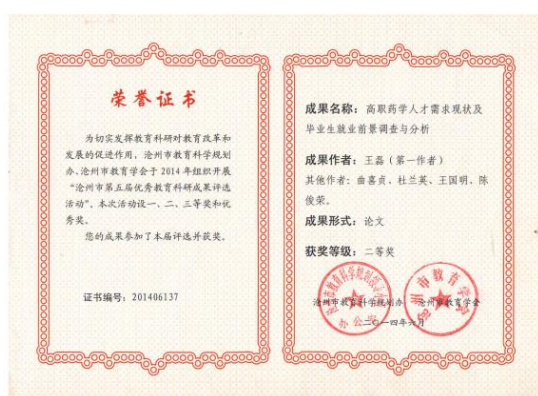 荣誉证书
为切实发挥教育科研对教育改革和
发展的促进作用，沧州市教育科学规划
办、沧州市教育学会于 2014 年组织开展
“沧州市第五届优秀教育科研成果评选
活动”。本次活动设一、二、三等奖和优
秀奖。
您的成果参加了本届评选并获奖。
证书编号：201406137
成果名称：高职药学人才需求现状及
毕业生就业前景调查与分析
成果作者：王磊（第一作者）
其他作者：曲喜贞、杜兰英、王国明、陈
俊荣。
成果形式：论文
获奖等级：二等奖
沧州市教育科学规划办 沧州市教育学会
二〇一四年六月
沧州市教育学会